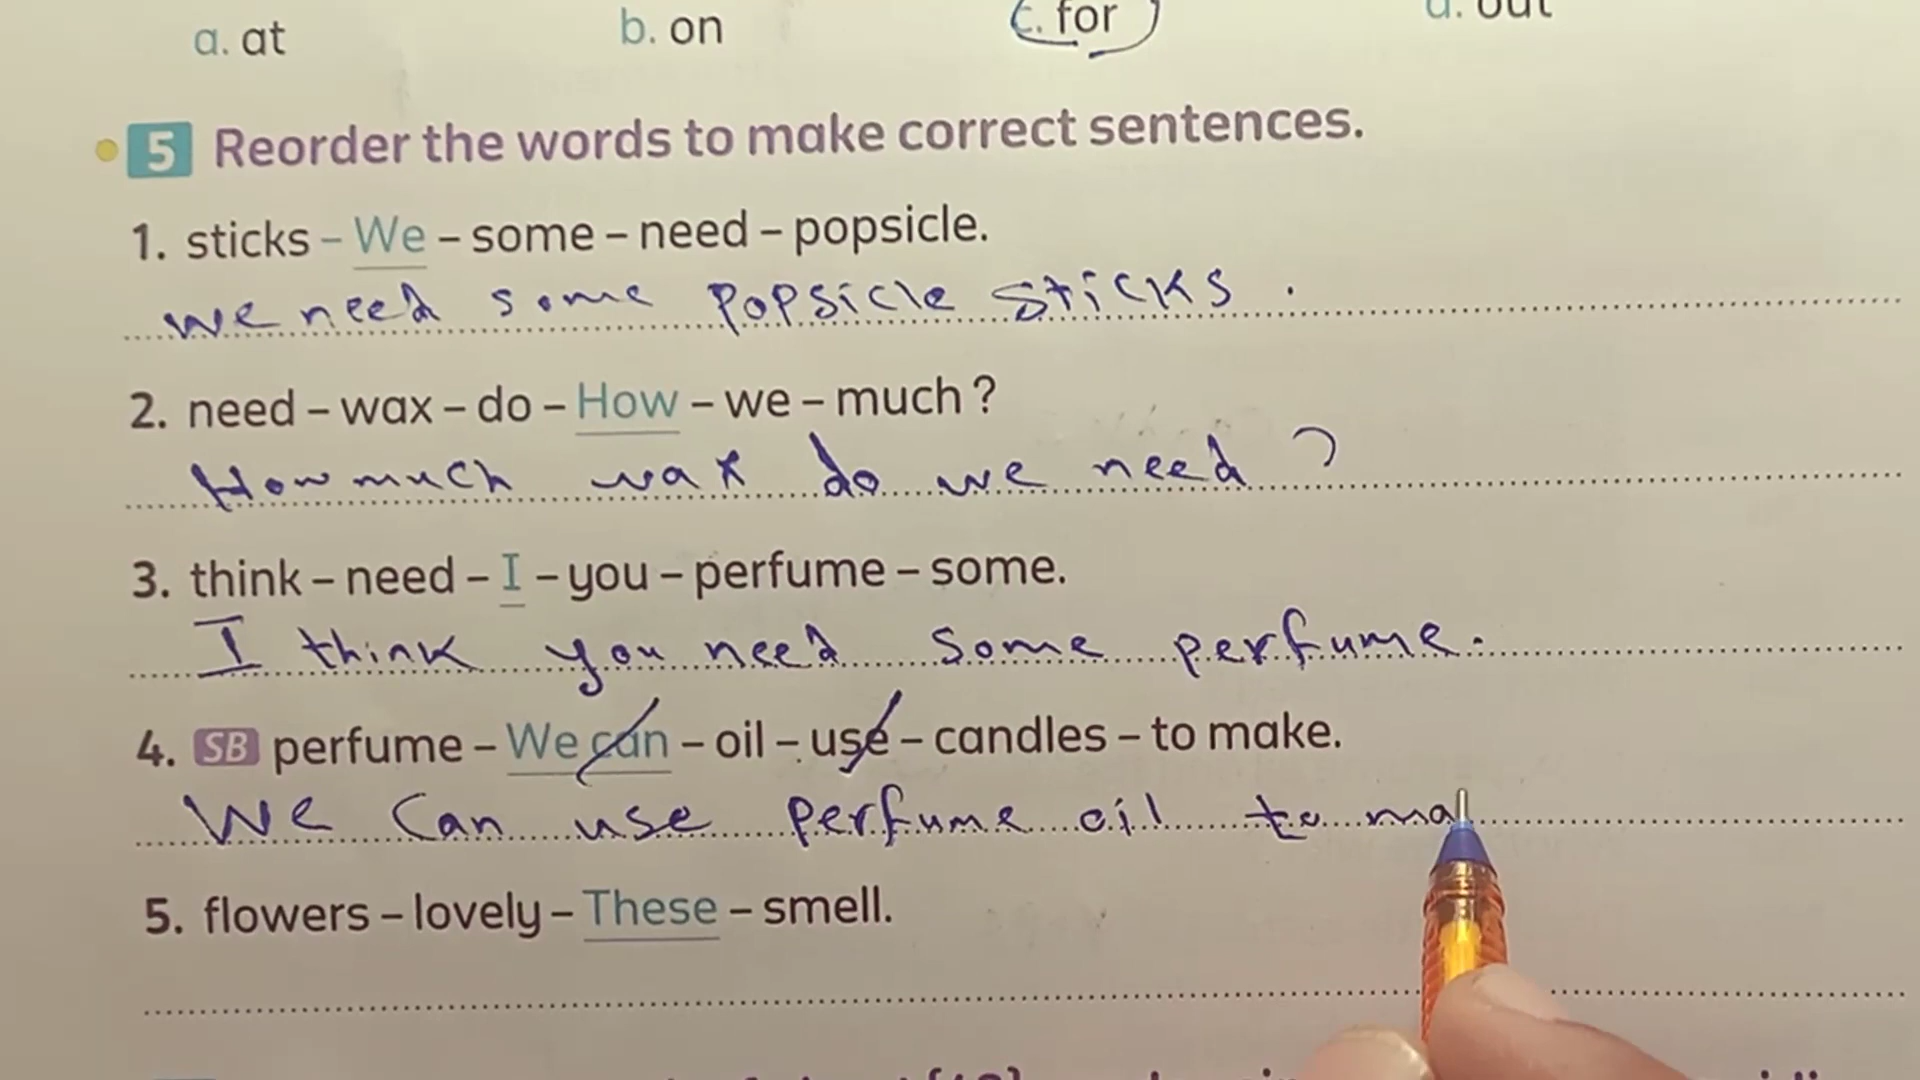 a. at b. on c. for d. out
5 Reorder the words to make correct sentences.
1. sticks – We – some – need – popsicle.
We need some popsicle sticks.
2. need – wax – do – How – we – much ?
How much wax do we need ?
3. think – need – I – you – perfume – some.
I think you need some perfume.
4. SB perfume – We can – oil – use – candles – to make.
We can use perfume oil to ma
5. flowers – lovely – These – smell.